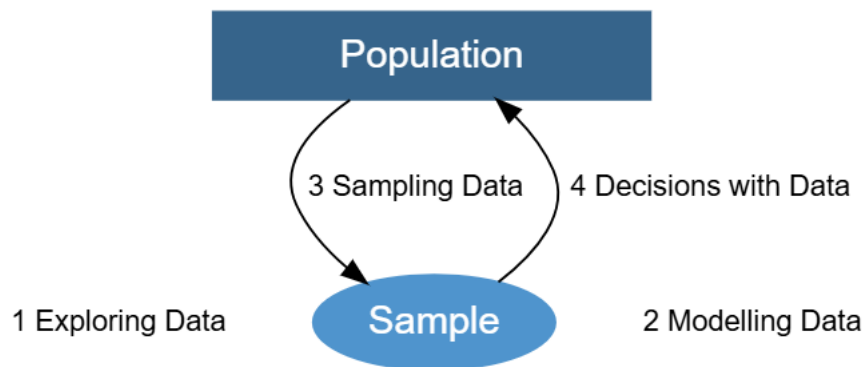 Population
3 Sampling Data
4 Decisions with Data
1 Exploring Data
Sample
2 Modelling Data